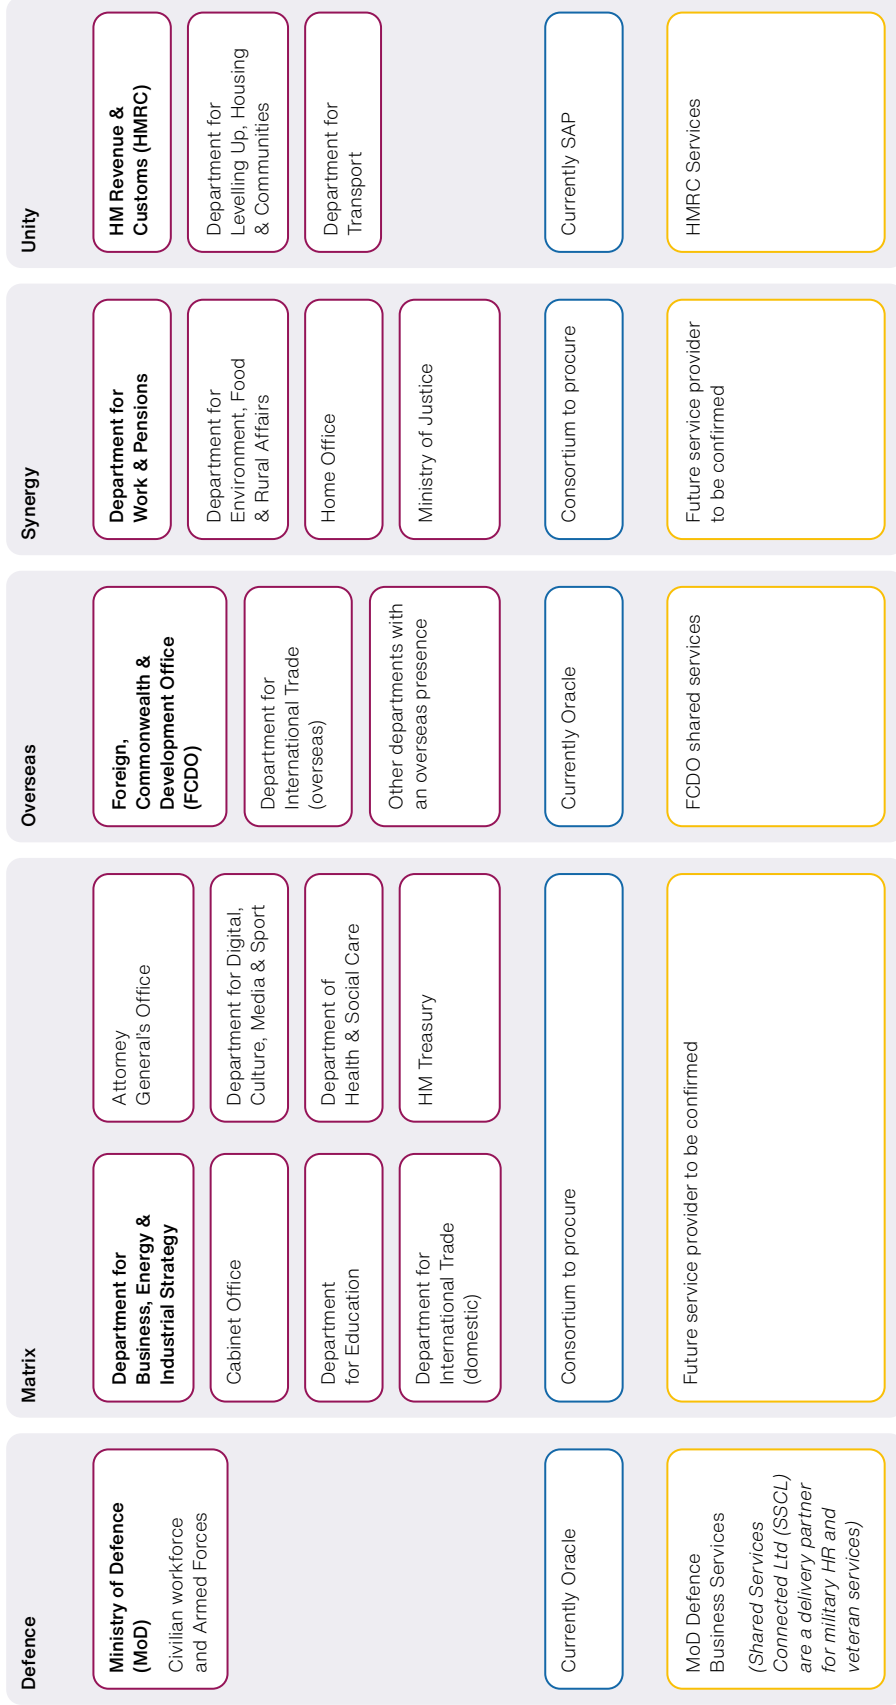 Defence
Ministry of Defence
(MoD)
Civilian workforce
and Armed Forces
Currently Oracle
MoD Defence
Business Services
(Shared Services
Connected Ltd (SSCL)
are a delivery partner
for military HR and
veteran services)
Matrix
Department for
Business, Energy &
Industrial Strategy
Attorney
General's Office
Cabinet Office
Department for Digital,
Culture, Media & Sport
Department
for Education
Department of
Health & Social Care
Department for
International Trade
(domestic)
HM Treasury
Consortium to procure
Future service provider to be confirmed
Overseas
Foreign,
Commonwealth &
Development Office
(FCDO)
Department for
International Trade
(overseas)
Other departments with
an overseas presence
Currently Oracle
FCDO shared services
Synergy
Department for
Work & Pensions
Department for
Environment, Food
& Rural Affairs
Home Office
Ministry of Justice
Consortium to procure
Future service provider
to be confirmed
Unity
HM Revenue &
Customs (HMRC)
Department for
Levelling Up, Housing
& Communities
Department for
Transport
Currently SAP
HMRC Services